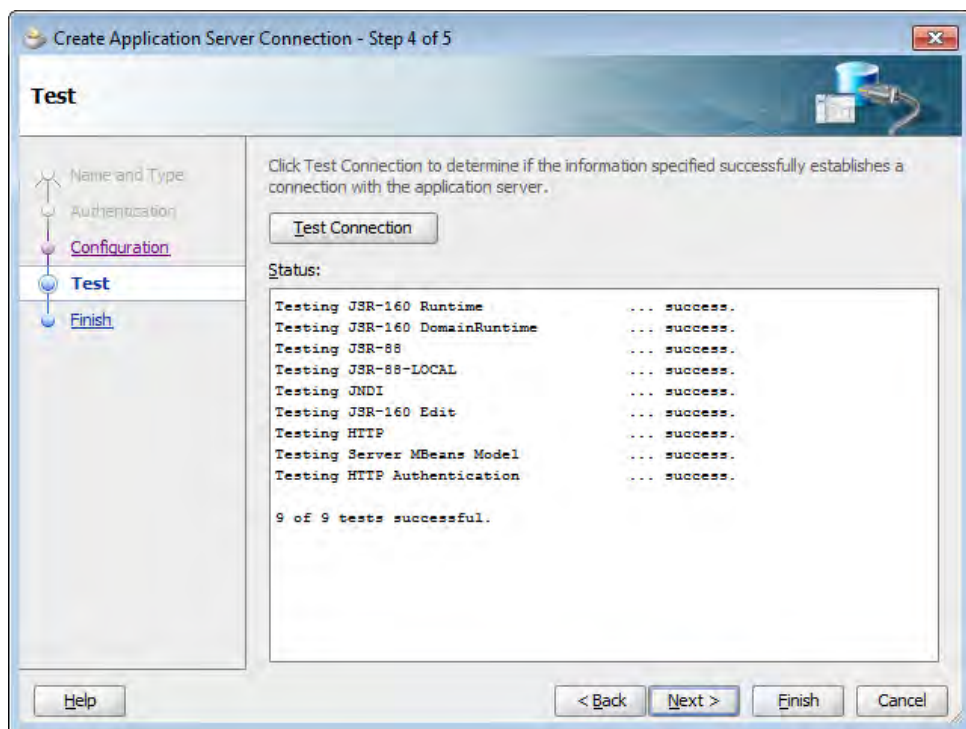 Create Application Server Connection - Step 4 of 5
Test
Name and Type
Authentication
Configuration
Test
Finish
Click Test Connection to determine if the information specified successfully establishes a
connection with the application server.
Test Connection
Status:
Testing JSR-160 Runtime ... success.
Testing JSR-160 DomainRuntime ... success.
Testing JSR-88 ... success.
Testing JSR-88-LOCAL ... success.
Testing JNDI ... success.
Testing JSR-160 Edit ... success.
Testing HTTP ... success.
Testing Server MBeans Model ... success.
Testing HTTP Authentication ... success.
9 of 9 tests successful.
Help
< Back
Next >
Finish
Cancel